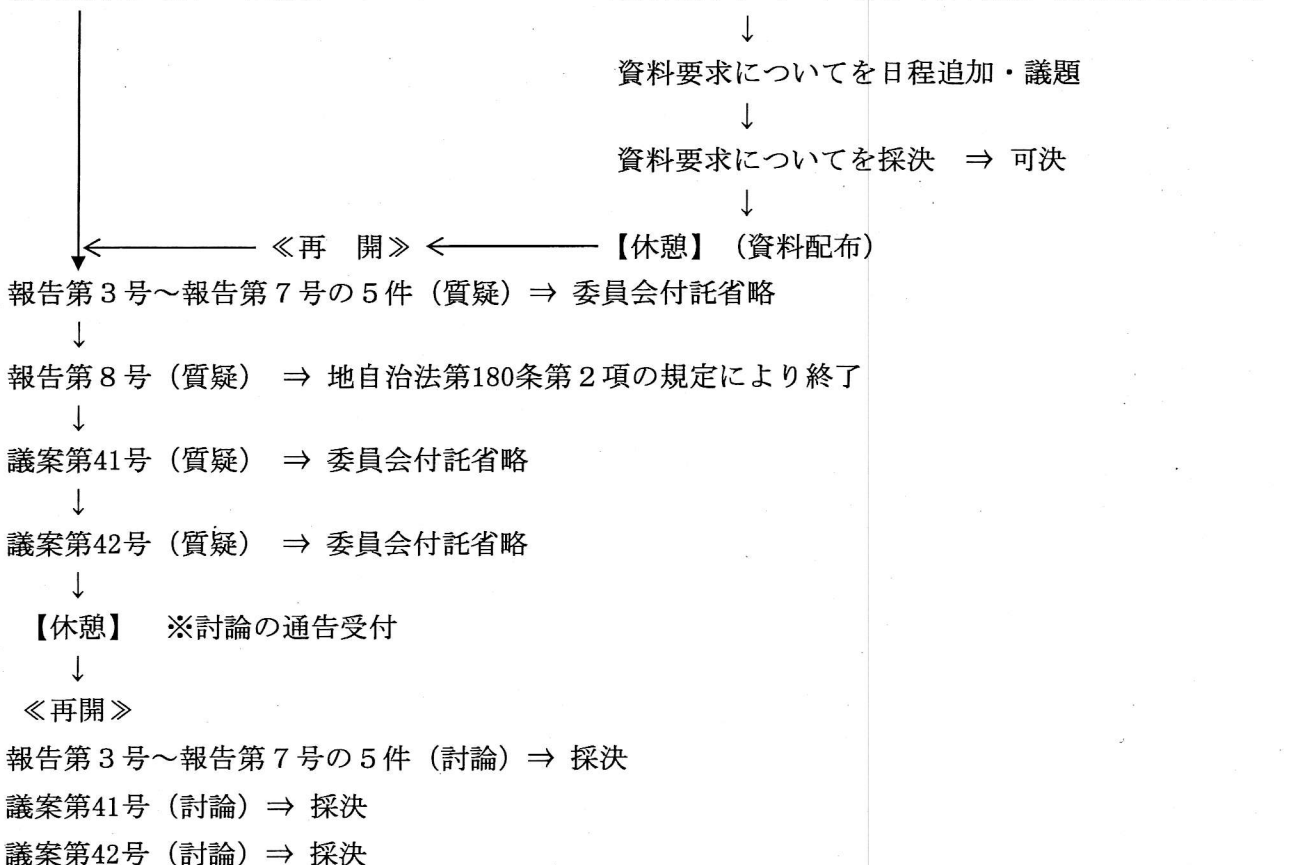 ↓
資料要求についてを日程追加・議題
↓
資料要求についてを採決 ⇒ 可決
↓
← ≪再 開≫ ← 【休憩】（資料配布）
報告第３号～報告第７号の５件（質疑）⇒ 委員会付託省略
↓
報告第８号（質疑） ⇒ 地自治法第180条第２項の規定により終了
↓
議案第41号（質疑） ⇒ 委員会付託省略
↓
議案第42号（質疑） ⇒ 委員会付託省略
↓
【休憩】 ※討論の通告受付
↓
≪再開≫
報告第３号～報告第７号の５件（討論）⇒ 採決
議案第41号（討論）⇒ 採決
議案第42号（討論）⇒ 採決